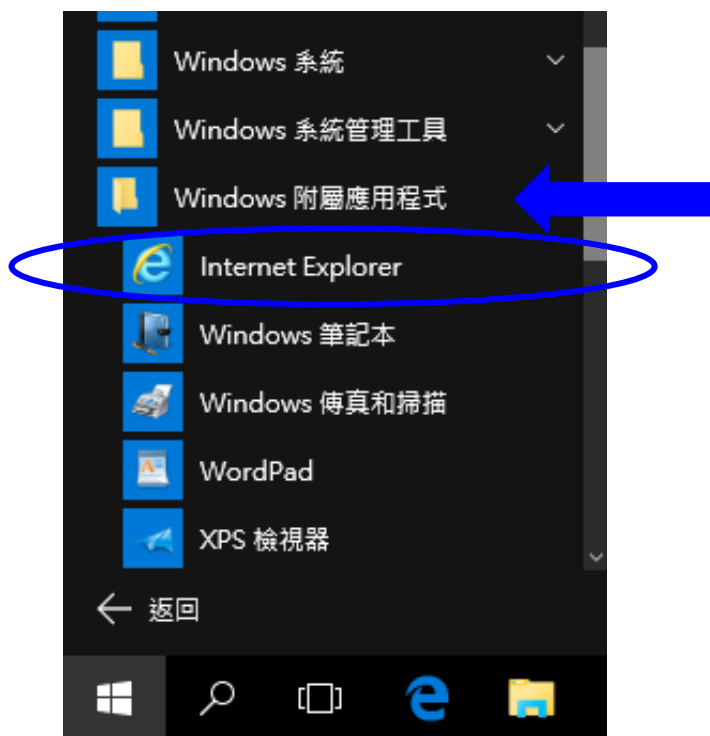 Windows 系統
Windows 系統管理工具
Windows 附屬應用程式
Internet Explorer
Windows 筆記本
Windows 傳真和掃描
WordPad
XPS 檢視器
返回